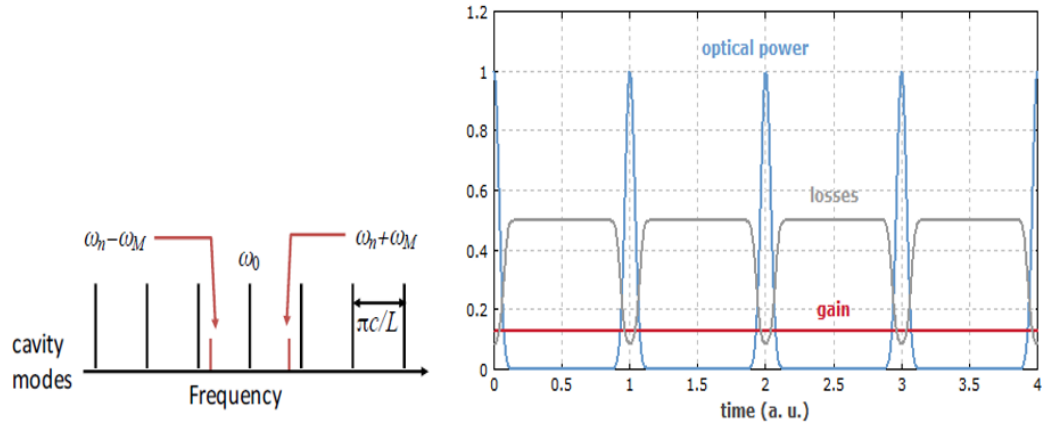 ωn−ωM
ω0
ωn+ωM
πc/L
cavity
modes
Frequency
1.2
1
0.8
0.6
0.4
0.2
0
optical power
losses
gain
0 0.5 1 1.5 2 2.5 3 3.5 4
time (a. u.)